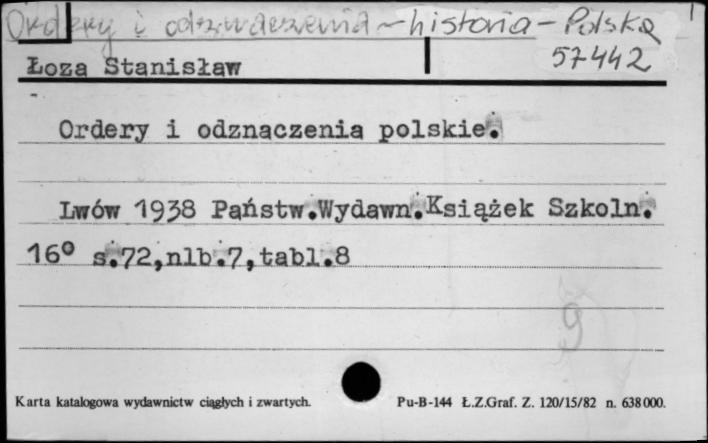 Ordery i odznaczenia - historia - Polska
57442
Łoza Stanisław
Ordery i odznaczenia polskie.
Lwów 1938 Państw.Wydawn.Książek Szkoln.
16° s.72,nlb.7,tabl.8
Karta katalogowa wydawnictw ciągłych i zwartych.
Pu-B-144 Ł.Z.Graf. Z. 120/15/82 n. 638000.